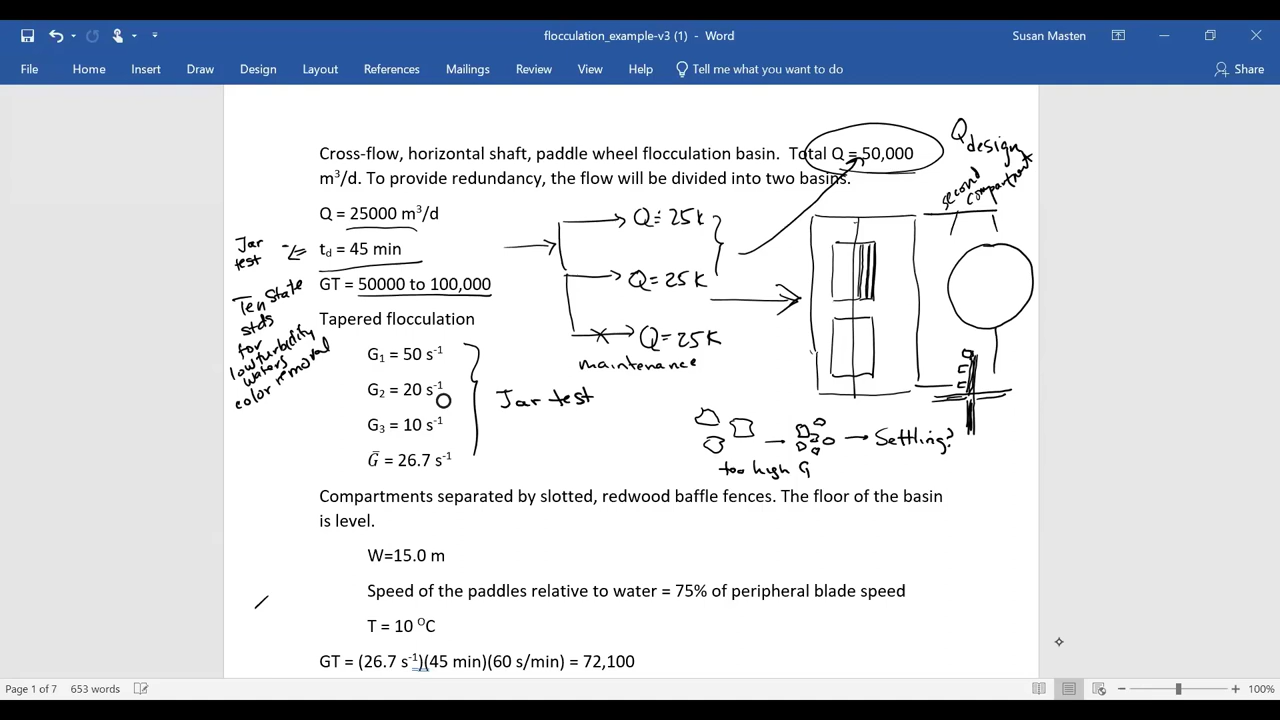 flocculation_example-v3 (1) - Word
Susan Masten
File Home Insert Draw Design Layout References Mailings Review View Help Tell me what you want to do Share
Cross-flow, horizontal shaft, paddle wheel flocculation basin. Total Q = 50,000
m³/d. To provide redundancy, the flow will be divided into two basins.
Q design
second
compartment
Q = 25000 m³/d
Q = 25K
Jar
test
td = 45 min
Q = 25K
GT = 50000 to 100,000
Ten State
stds
for
low turbidity
waters
color removal
Tapered flocculation
Q = 25K
maintenance
G₁ = 50 s⁻¹
G₂ = 20 s⁻¹
Jar test
G₃ = 10 s⁻¹
G̅ = 26.7 s⁻¹
Settling?
too high G
Compartments separated by slotted, redwood baffle fences. The floor of the basin
is level.
W=15.0 m
Speed of the paddles relative to water = 75% of peripheral blade speed
T = 10 ᴼC
GT = (26.7 s⁻¹)(45 min)(60 s/min) = 72,100
Page 1 of 7 653 words 100%